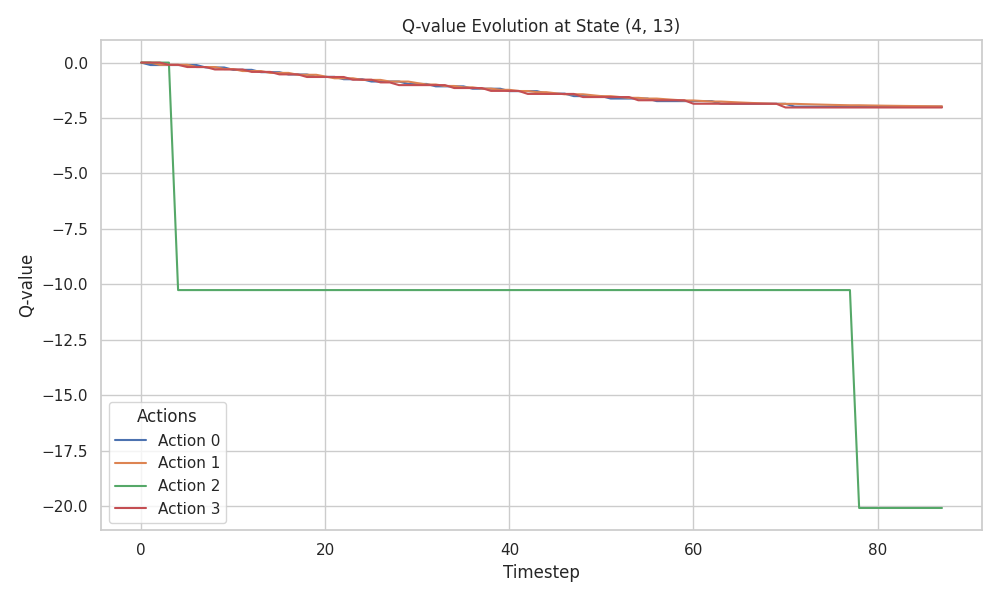 Q-value Evolution at State (4, 13)
0.0
−2.5
−5.0
−7.5
−10.0
−12.5
−15.0
−17.5
−20.0
Q-value
Actions
Action 0
Action 1
Action 2
Action 3
0 20 40 60 80
Timestep